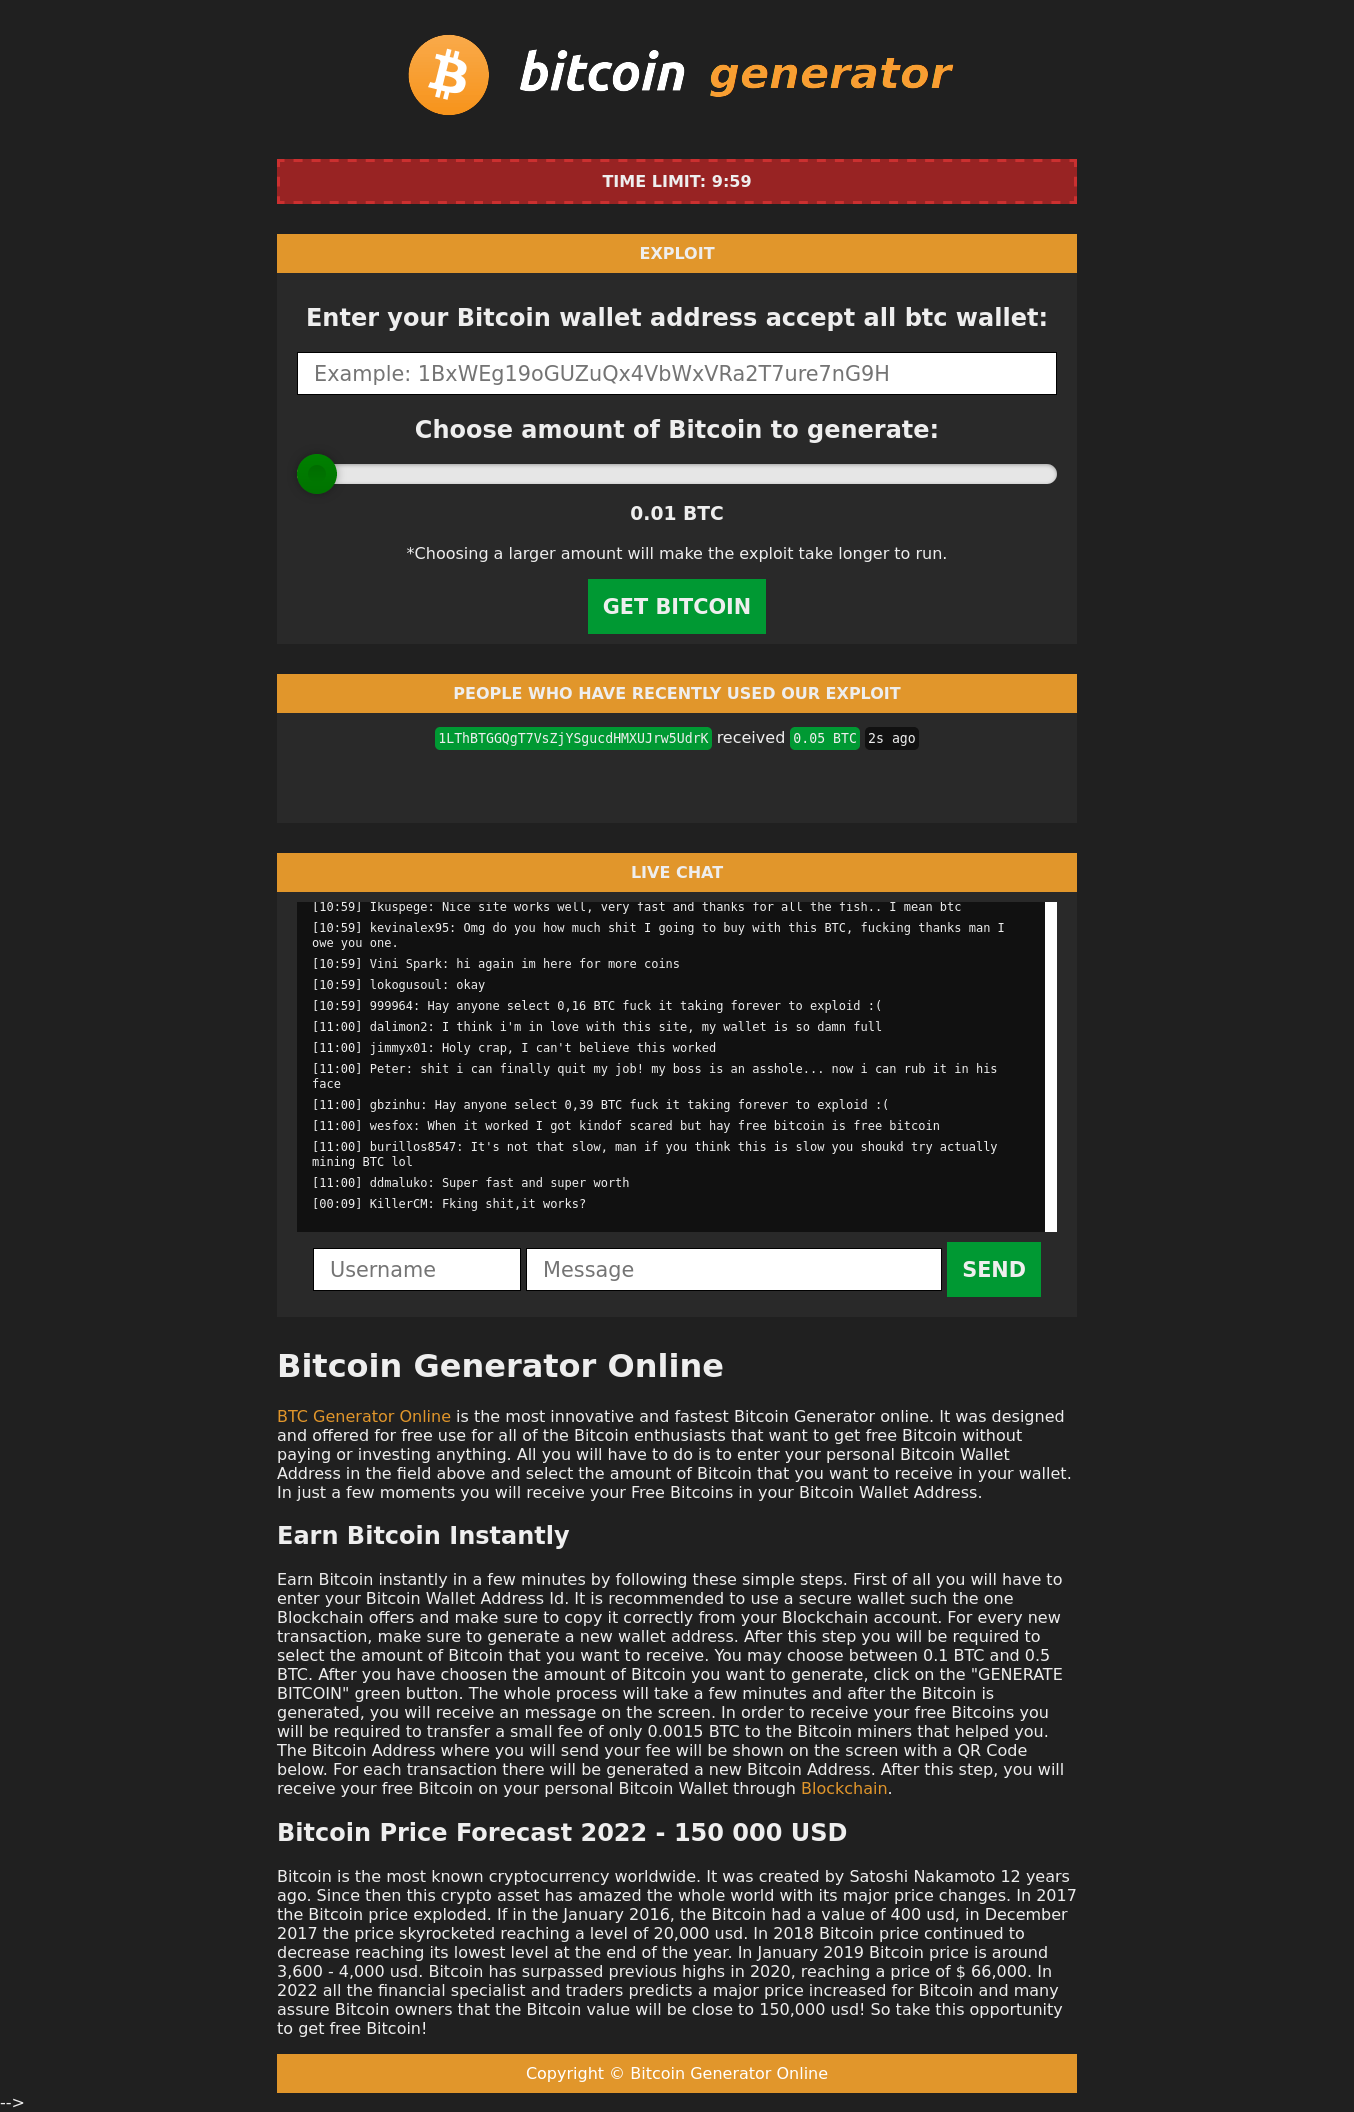 bitcoin generator
TIME LIMIT: 9:59
EXPLOIT
Enter your Bitcoin wallet address accept all btc wallet:
Example: 1BxWEg19oGUZuQx4VbWxVRa2T7ure7nG9H
Choose amount of Bitcoin to generate:
0.01 BTC
*Choosing a larger amount will make the exploit take longer to run.
GET BITCOIN
PEOPLE WHO HAVE RECENTLY USED OUR EXPLOIT
1LThBTGGQgT7VsZjYSgucdHMXUJrw5UdrK received 0.05 BTC 2s ago
LIVE CHAT
[10:59] Ikuspege: Nice site works well, very fast and thanks for all the fish.. I mean btc
[10:59] kevinalex95: Omg do you how much shit I going to buy with this BTC, fucking thanks man I
owe you one.
[10:59] Vini Spark: hi again im here for more coins
[10:59] lokogusoul: okay
[10:59] 999964: Hay anyone select 0,16 BTC fuck it taking forever to exploid :(
[11:00] dalimon2: I think i'm in love with this site, my wallet is so damn full
[11:00] jimmyx01: Holy crap, I can't believe this worked
[11:00] Peter: shit i can finally quit my job! my boss is an asshole... now i can rub it in his
face
[11:00] gbzinhu: Hay anyone select 0,39 BTC fuck it taking forever to exploid :(
[11:00] wesfox: When it worked I got kindof scared but hay free bitcoin is free bitcoin
[11:00] burillos8547: It's not that slow, man if you think this is slow you shoukd try actually
mining BTC lol
[11:00] ddmaluko: Super fast and super worth
[00:09] KillerCM: Fking shit,it works?
Username Message SEND
Bitcoin Generator Online
BTC Generator Online is the most innovative and fastest Bitcoin Generator online. It was designed
and offered for free use for all of the Bitcoin enthusiasts that want to get free Bitcoin without
paying or investing anything. All you will have to do is to enter your personal Bitcoin Wallet
Address in the field above and select the amount of Bitcoin that you want to receive in your wallet.
In just a few moments you will receive your Free Bitcoins in your Bitcoin Wallet Address.
Earn Bitcoin Instantly
Earn Bitcoin instantly in a few minutes by following these simple steps. First of all you will have to
enter your Bitcoin Wallet Address Id. It is recommended to use a secure wallet such the one
Blockchain offers and make sure to copy it correctly from your Blockchain account. For every new
transaction, make sure to generate a new wallet address. After this step you will be required to
select the amount of Bitcoin that you want to receive. You may choose between 0.1 BTC and 0.5
BTC. After you have choosen the amount of Bitcoin you want to generate, click on the "GENERATE
BITCOIN" green button. The whole process will take a few minutes and after the Bitcoin is
generated, you will receive an message on the screen. In order to receive your free Bitcoins you
will be required to transfer a small fee of only 0.0015 BTC to the Bitcoin miners that helped you.
The Bitcoin Address where you will send your fee will be shown on the screen with a QR Code
below. For each transaction there will be generated a new Bitcoin Address. After this step, you will
receive your free Bitcoin on your personal Bitcoin Wallet through Blockchain.
Bitcoin Price Forecast 2022 - 150 000 USD
Bitcoin is the most known cryptocurrency worldwide. It was created by Satoshi Nakamoto 12 years
ago. Since then this crypto asset has amazed the whole world with its major price changes. In 2017
the Bitcoin price exploded. If in the January 2016, the Bitcoin had a value of 400 usd, in December
2017 the price skyrocketed reaching a level of 20,000 usd. In 2018 Bitcoin price continued to
decrease reaching its lowest level at the end of the year. In January 2019 Bitcoin price is around
3,600 - 4,000 usd. Bitcoin has surpassed previous highs in 2020, reaching a price of $ 66,000. In
2022 all the financial specialist and traders predicts a major price increased for Bitcoin and many
assure Bitcoin owners that the Bitcoin value will be close to 150,000 usd! So take this opportunity
to get free Bitcoin!
Copyright © Bitcoin Generator Online
-->